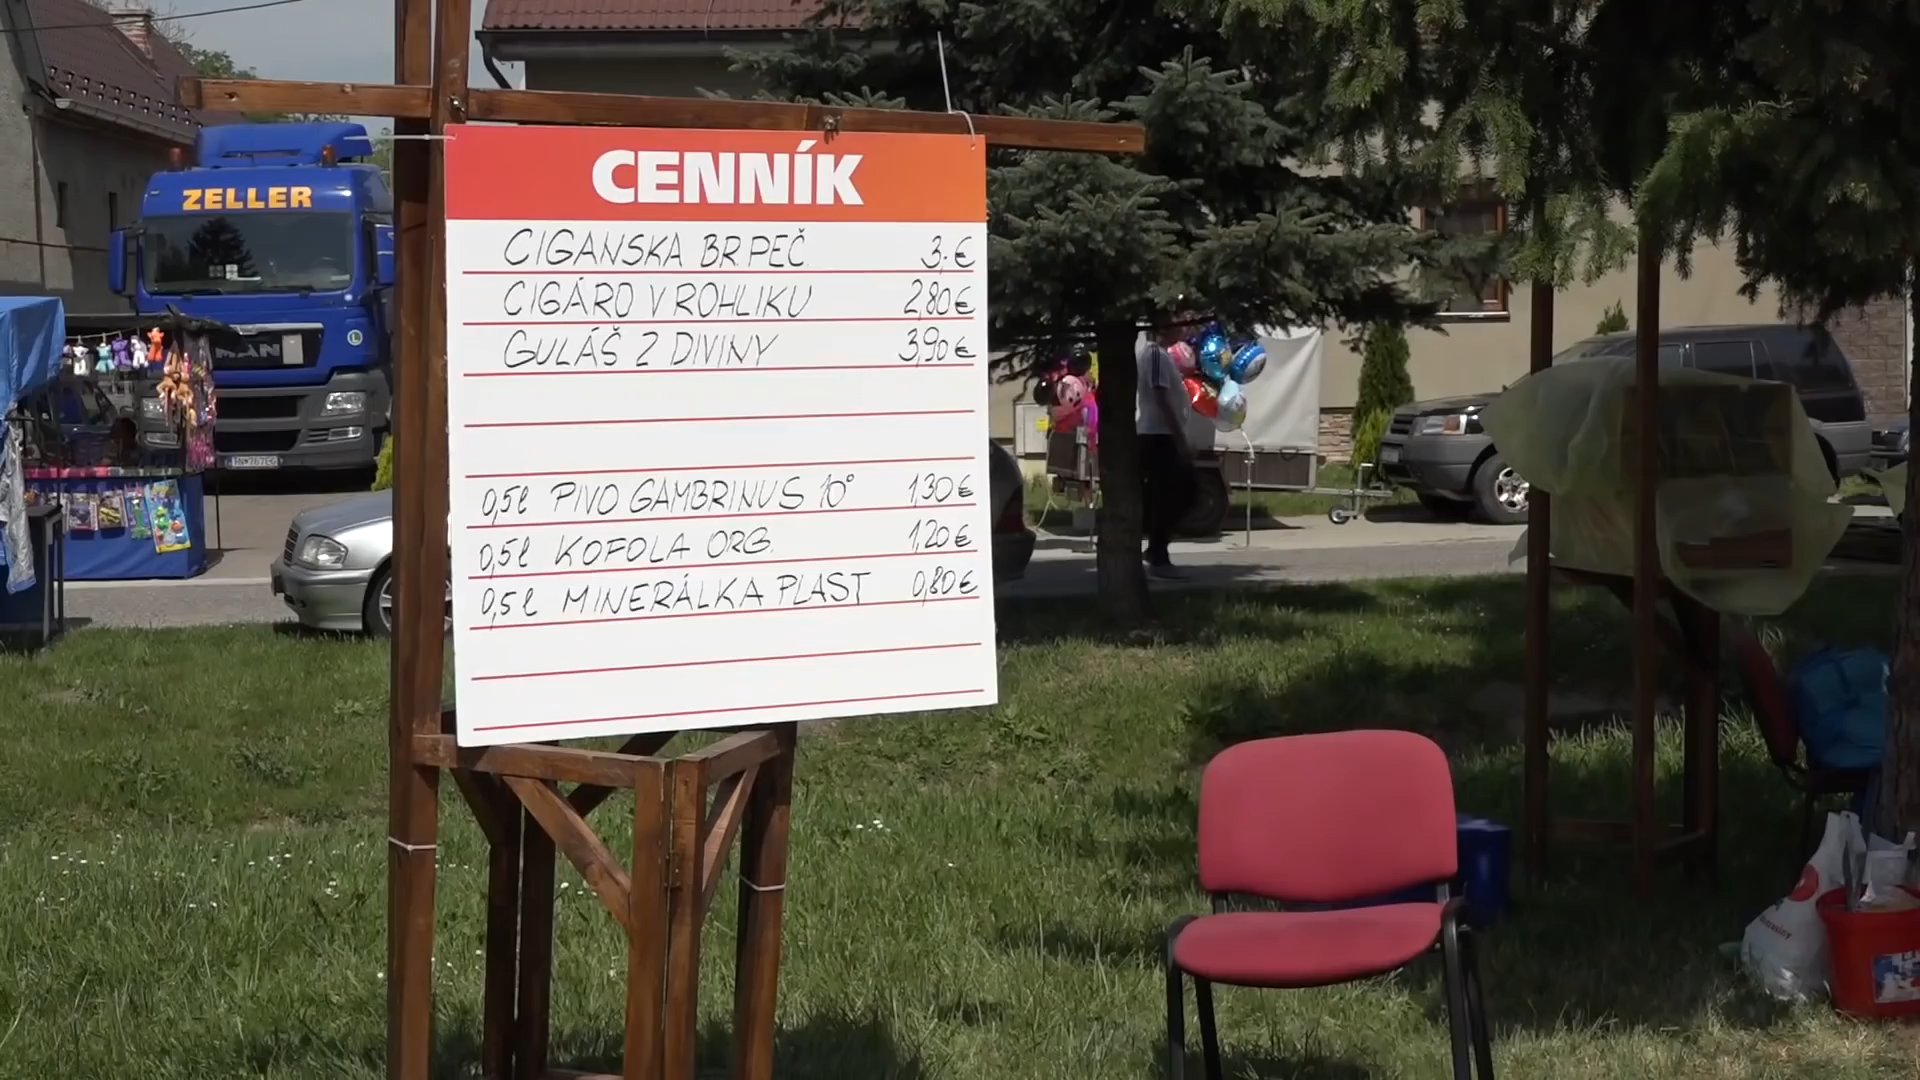 ZELLER
MAN
CENNÍK
CIGANSKA BR. PEČ. 3,- €
CIGÁRO V ROHLIKU 2,80 €
GULÁŠ Z DIVINY 3,90 €
0,5l PIVO GAMBRINUS 10° 1,30 €
0,5l KOFOLA ORG. 1,20 €
0,5l MINERÁLKA PLAST 0,80 €